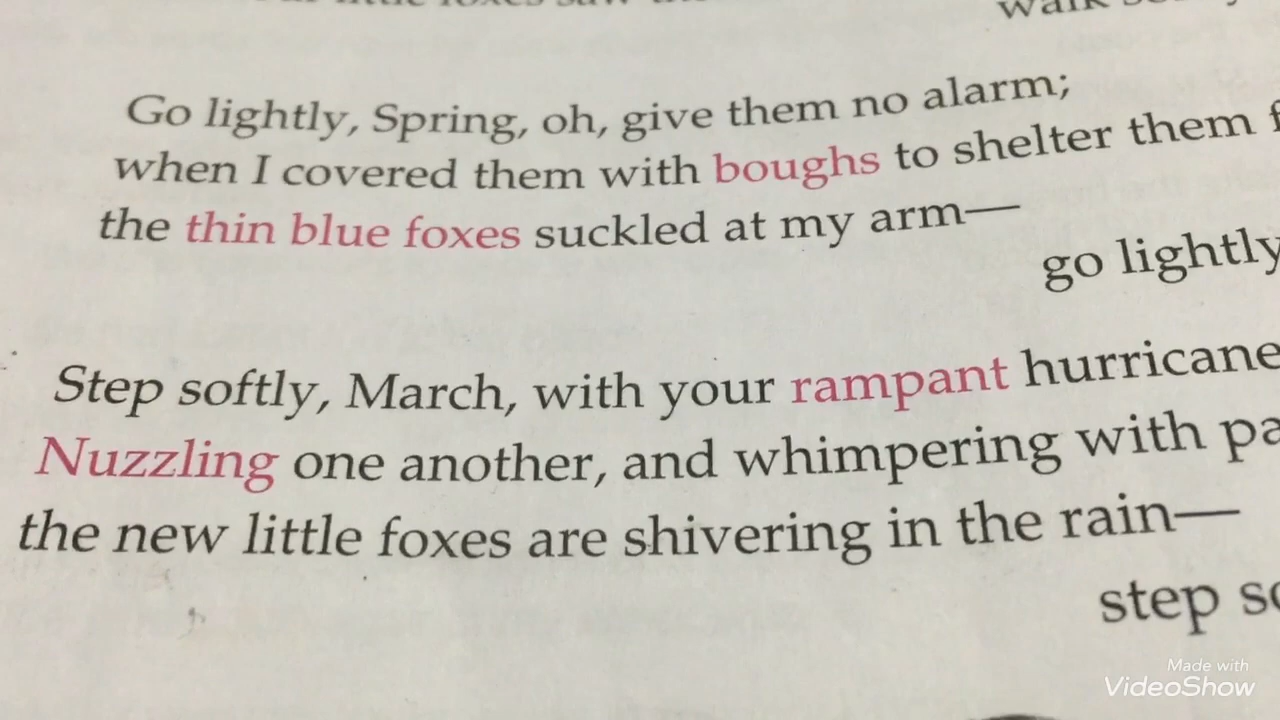 Go lightly, Spring, oh, give them no alarm;
when I covered them with boughs to shelter them
the thin blue foxes suckled at my arm—
go lightly
Step softly, March, with your rampant hurricane
Nuzzling one another, and whimpering with
the new little foxes are shivering in the rain—
step
Made with
VideoShow